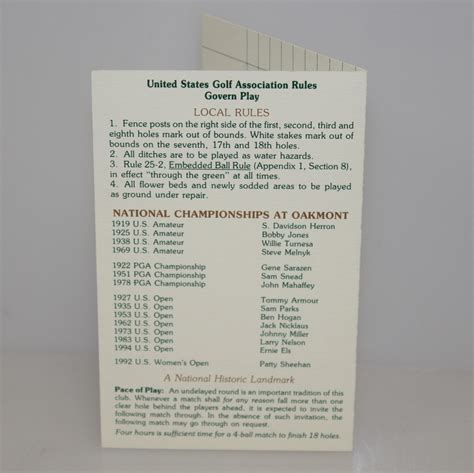 United States Golf Association Rules
Govern Play
LOCAL RULES
1. Fence posts on the right side of the first, second, third and
eighth holes mark out of bounds. White stakes mark out of
bounds on the seventh, 17th and 18th holes.
2. All ditches are to be played as water hazards.
3. Rule 25-2, Embedded Ball Rule (Appendix 1, Section 8),
in effect "through the green" at all times.
4. All flower beds and newly sodded areas to be played
as ground under repair.
NATIONAL CHAMPIONSHIPS AT OAKMONT
1919 U.S. Amateur S. Davidson Herron
1925 U.S. Amateur Bobby Jones
1938 U.S. Amateur Willie Turnesa
1969 U.S. Amateur Steve Melnyk
1922 PGA Championship Gene Sarazen
1951 PGA Championship Sam Snead
1978 PGA Championship John Mahaffey
1927 U.S. Open Tommy Armour
1935 U.S. Open Sam Parks
1953 U.S. Open Ben Hogan
1962 U.S. Open Jack Nicklaus
1973 U.S. Open Johnny Miller
1983 U.S. Open Larry Nelson
1994 U.S. Open Ernie Els
1992 U.S. Women's Open Patty Sheehan
A National Historic Landmark
Pace of Play: An undelayed round is an important tradition of this
club. Whenever a match shall for any reason fall more than one
clear hole behind the players ahead, it is expected to invite the
following match through. In the absence of such invitation, the
following match may go through on request.
Four hours is sufficient time for a 4-ball match to finish 18 holes.